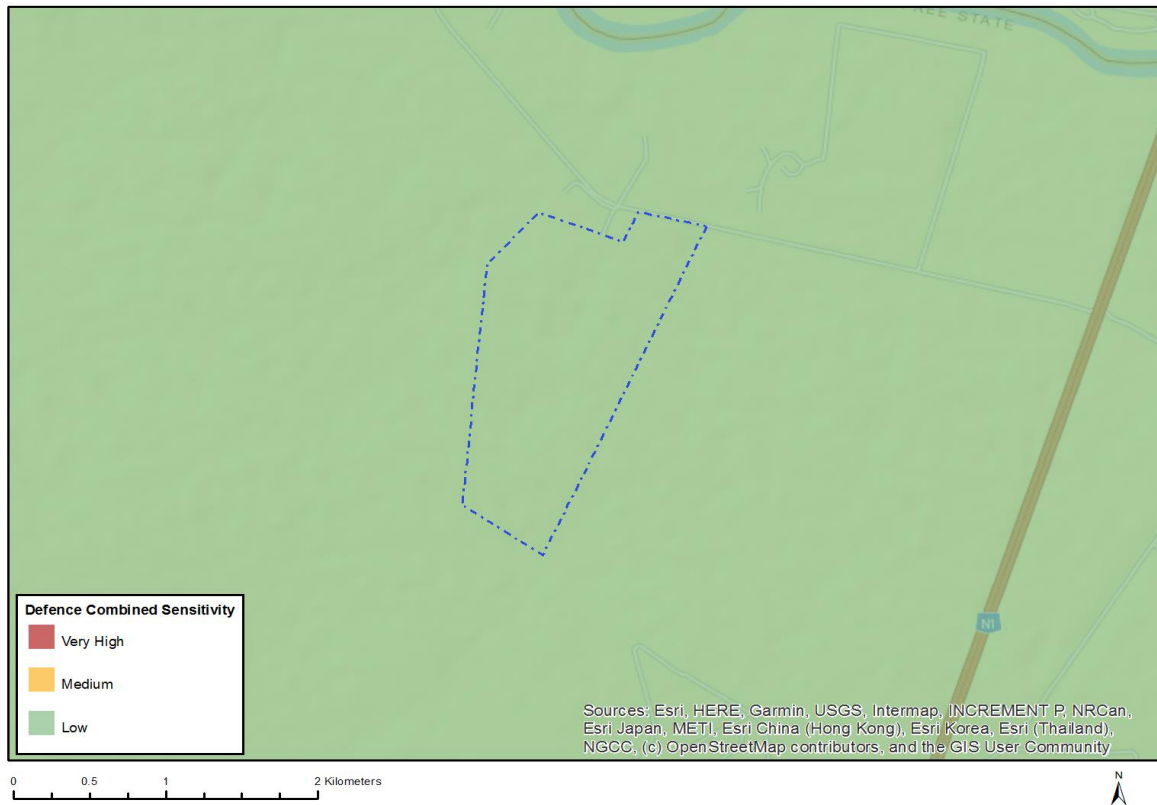 FREE STATE
N1
Defence Combined Sensitivity
Very High
Medium
Low
Sources: Esri, HERE, Garmin, USGS, Intermap, INCREMENT P, NRCan,
Esri Japan, METI, Esri China (Hong Kong), Esri Korea, Esri (Thailand),
NGCC, (c) OpenStreetMap contributors, and the GIS User Community
0 0.5 1 2 Kilometers
N